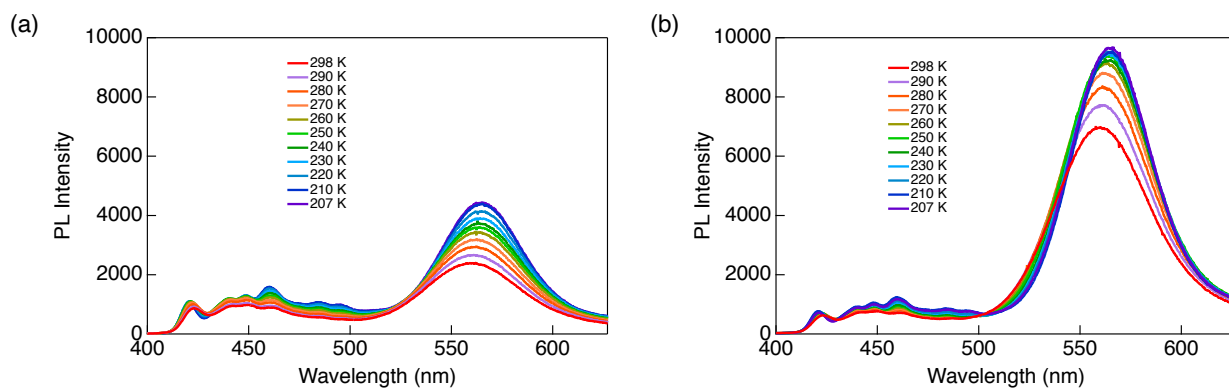 (a)
10000
8000
6000
4000
2000
0
PL Intensity
298 K
290 K
280 K
270 K
260 K
250 K
240 K
230 K
220 K
210 K
207 K
400
450
500
550
600
Wavelength (nm)
(b)
10000
8000
6000
4000
2000
0
PL Intensity
298 K
290 K
280 K
270 K
260 K
250 K
240 K
230 K
220 K
210 K
207 K
400
450
500
550
600
Wavelength (nm)